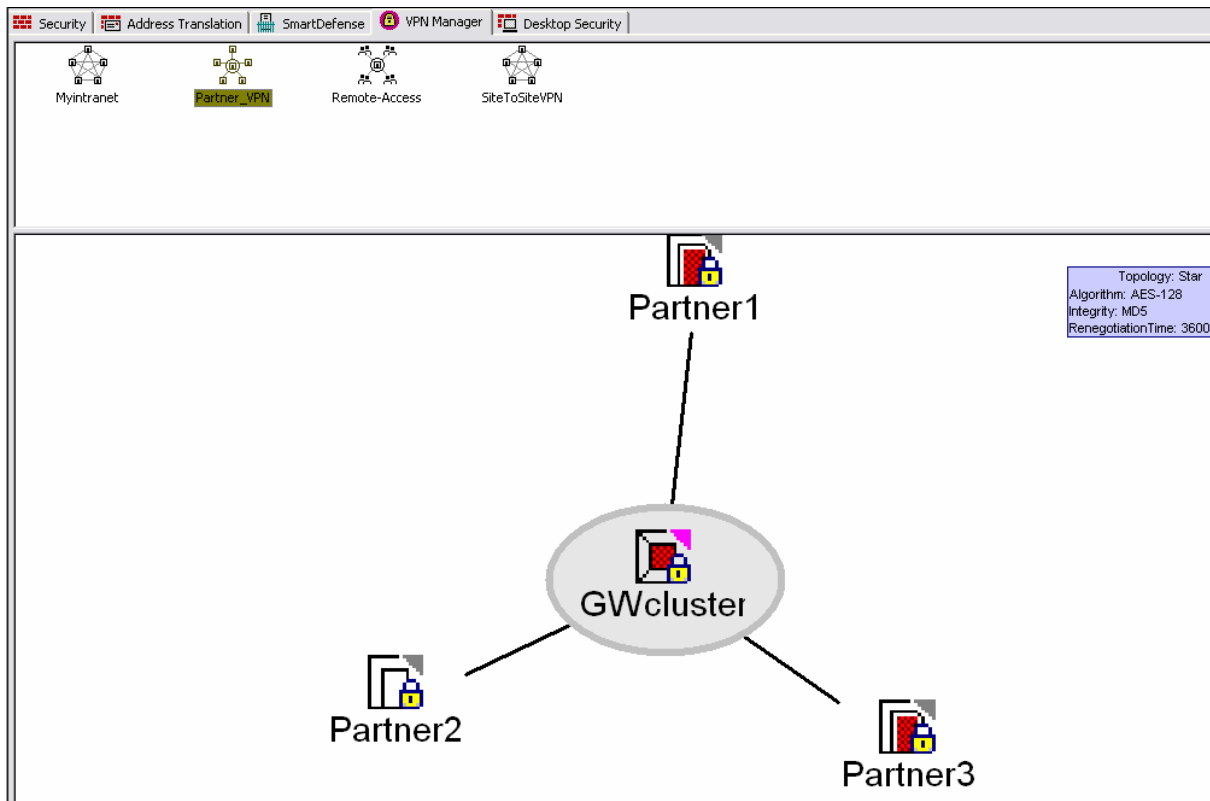 Security Address Translation SmartDefense VPN Manager Desktop Security
Myintranet Partner_VPN Remote-Access SiteToSiteVPN
Partner1
Topology: Star
Algorithm: AES-128
Integrity: MD5
RenegotiationTime: 3600
GWcluster
Partner2
Partner3